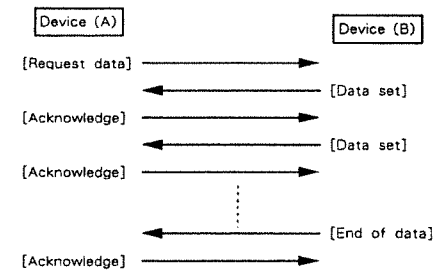 Device (A)
Device (B)
[Request data]
[Data set]
[Acknowledge]
[Data set]
[Acknowledge]
[End of data]
[Acknowledge]